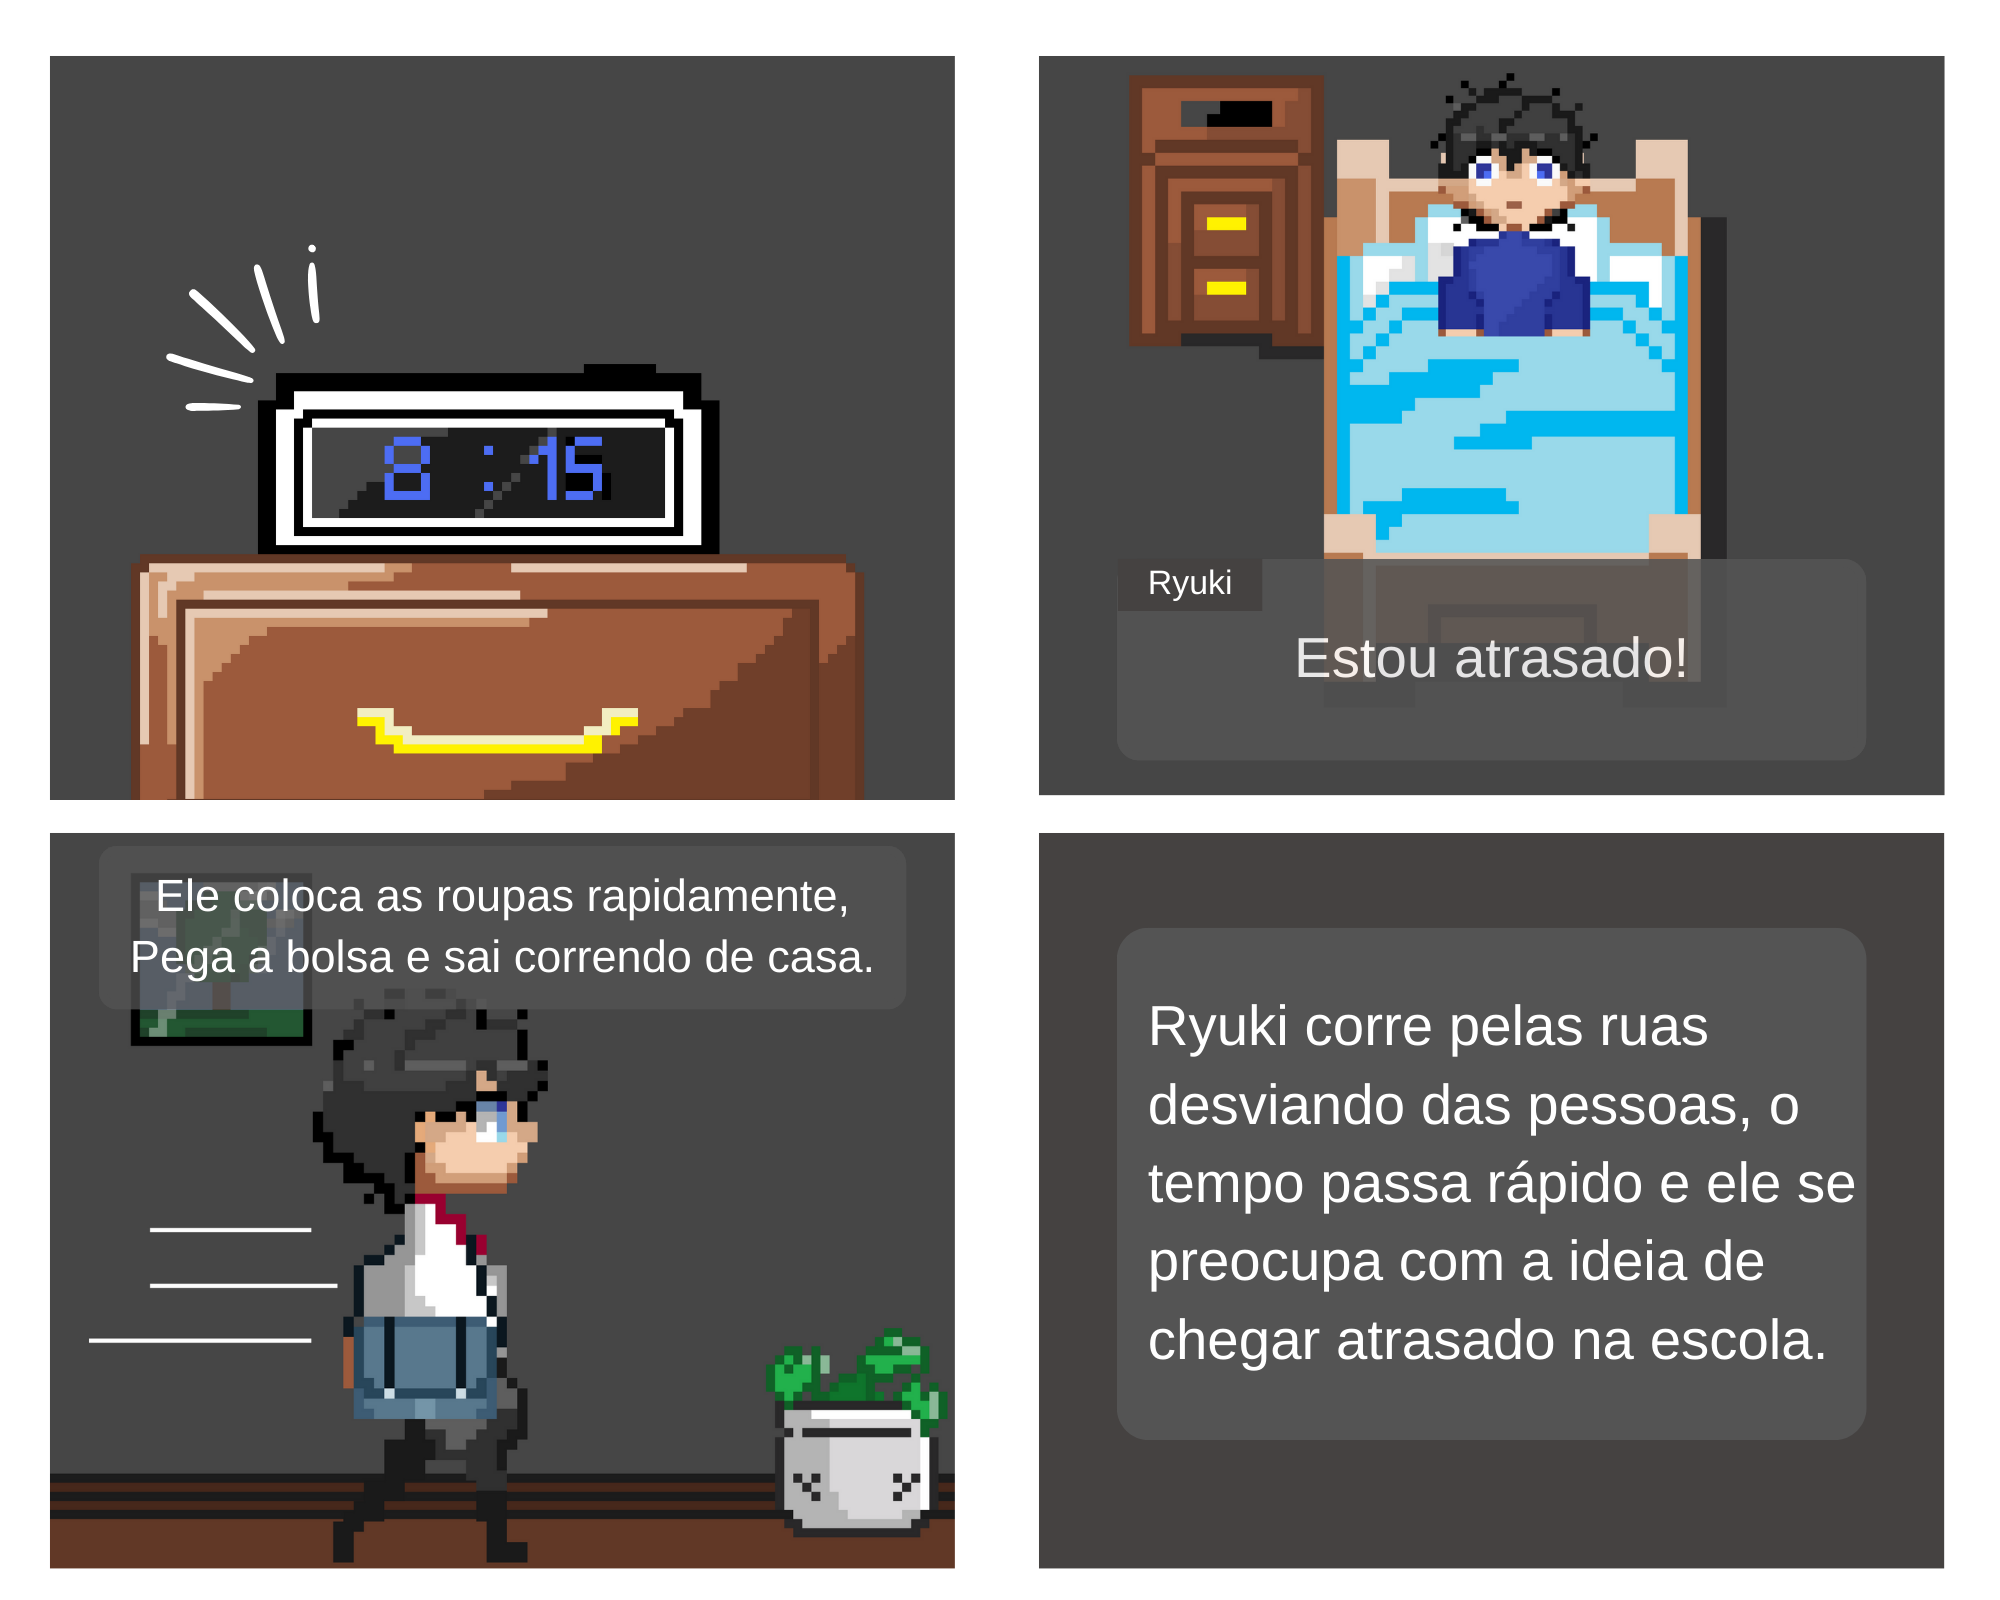 8:15
Ryuki
Estou atrasado!
Ele coloca as roupas rapidamente,
Pega a bolsa e sai correndo de casa.
Ryuki corre pelas ruas
desviando das pessoas, o
tempo passa rápido e ele se
preocupa com a ideia de
chegar atrasado na escola.